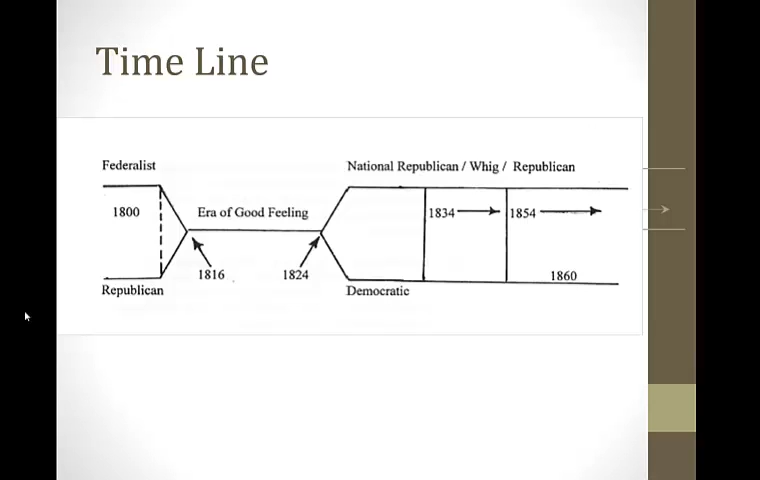 Time Line
Federalist
National Republican / Whig / Republican
1800
Era of Good Feeling
1834
1854
1816
1824
1860
Republican
Democratic